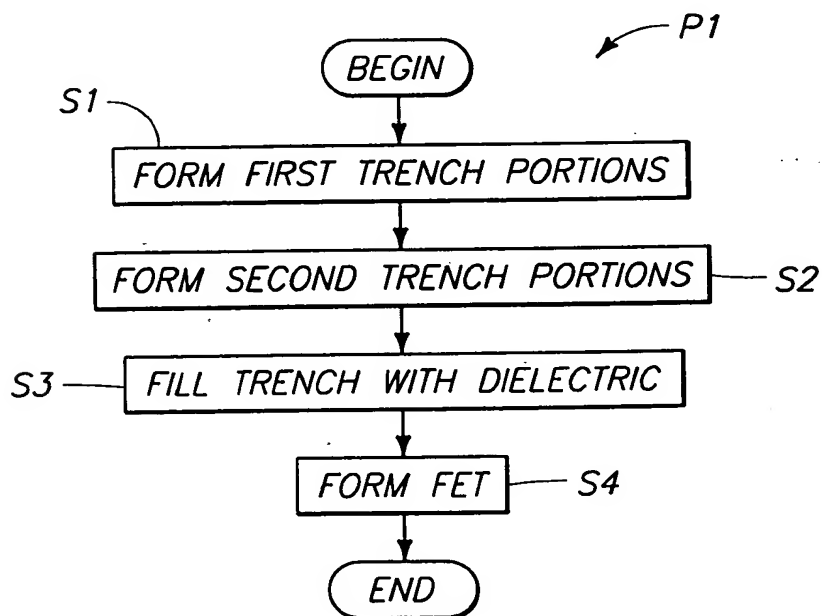 P1
BEGIN
S1
FORM FIRST TRENCH PORTIONS
FORM SECOND TRENCH PORTIONS
S2
S3
FILL TRENCH WITH DIELECTRIC
FORM FET
S4
END